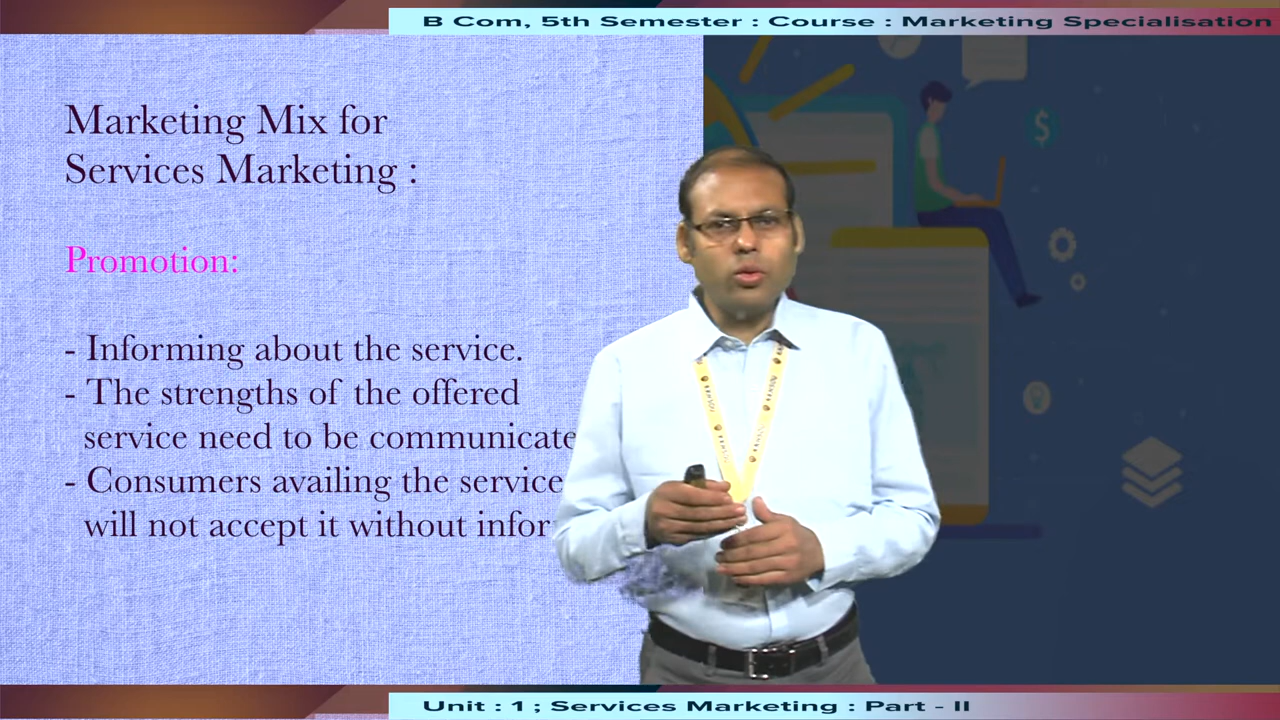 B Com, 5th Semester : Course : Marketing Specialisation
Marketing Mix for
Services Marketing :
Promotion:
- Informing about the service.
- The strengths of the offered
service need to be communicate
- Consumers availing the service
will not accept it without infor
$
Unit : 1 ; Services Marketing : Part - II